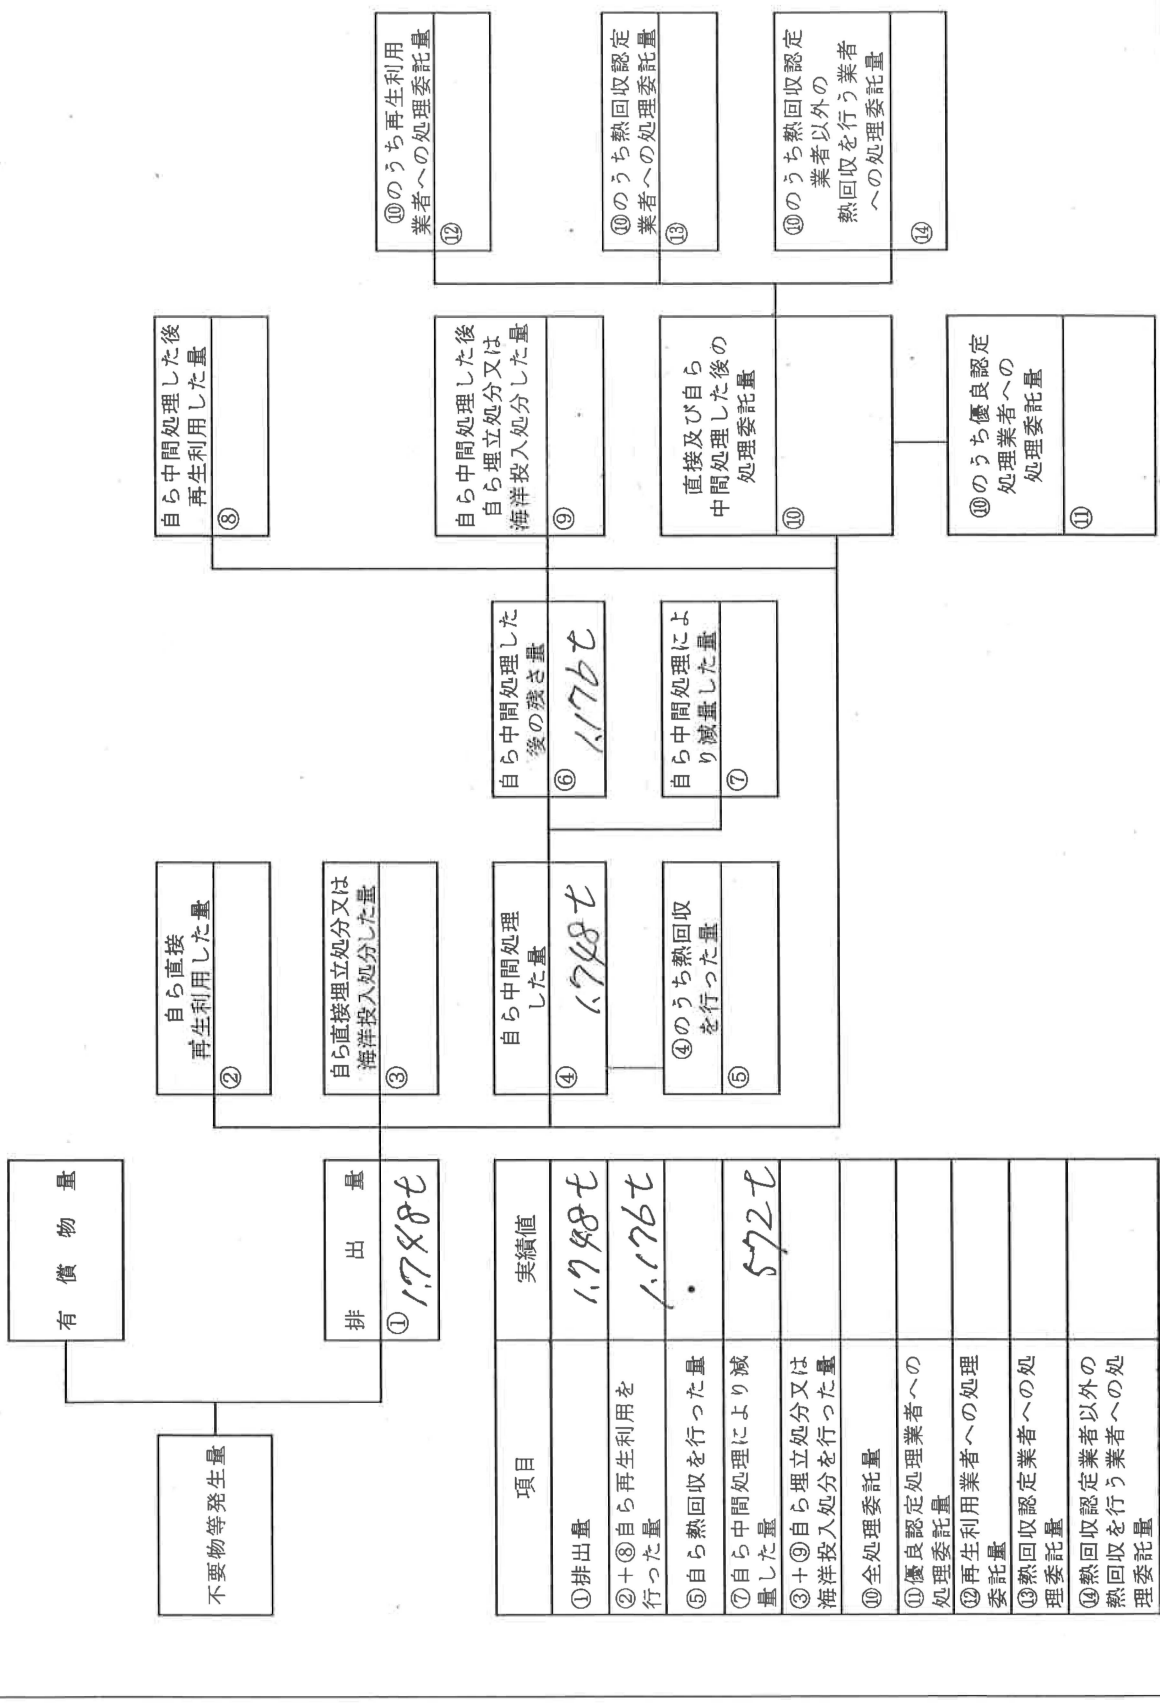 不要物等発生量
有償物量
排出量
① 1.748t
自ら直接
再生利用した量
②
自ら直接埋立処分又は
海洋投入処分した量
③
自ら中間処理
した量
④ 1.748t
④のうち熱回収
を行った量
⑤
自ら中間処理した
後の残さ量
⑥ 1.176t
自ら中間処理によ
り減量した量
⑦
自ら中間処理した後
再生利用した量
⑧
自ら中間処理した後
自ら埋立処分又は
海洋投入処分した量
⑨
直接及び自ら
中間処理した後の
処理委託量
⑩
⑩のうち優良認定
処理業者への
処理委託量
⑪
⑩のうち再生利用
業者への処理委託量
⑫
⑩のうち熱回収認定
業者への処理委託量
⑬
⑩のうち熱回収認定
業者以外の
熱回収を行う業者
への処理委託量
⑭
項目 実績値
①排出量 1.748t
②+⑧自ら再生利用を
行った量 1.176t
⑤自ら熱回収を行った量
⑦自ら中間処理により減
量した量 572t
③+⑨自ら埋立処分又は
海洋投入処分を行った量
⑩全処理委託量
⑪優良認定処理業者への
処理委託量
⑫再生利用業者への処理
委託量
⑬熱回収認定業者への処
理委託量
⑭熱回収認定業者以外の
熱回収を行う業者への処
理委託量